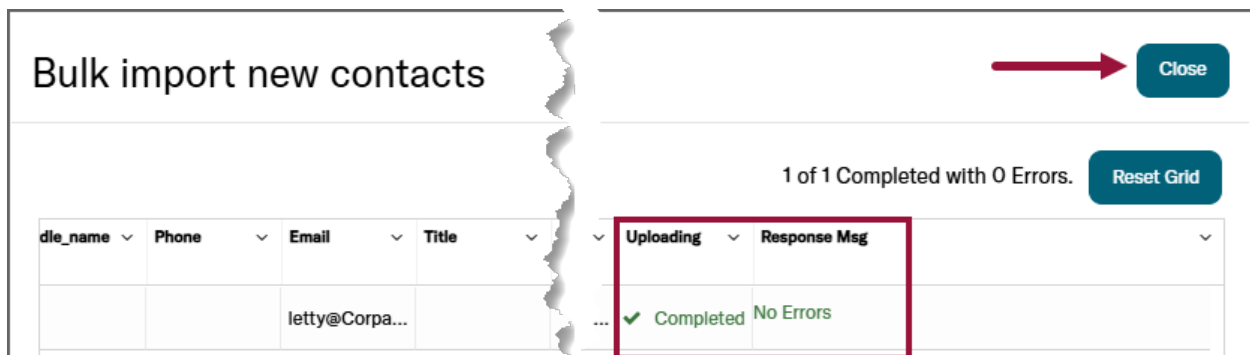 Bulk import new contacts
Close
1 of 1 Completed with 0 Errors.
Reset Grid
dle_name Phone Email Title Uploading Response Msg
letty@Corpa... ... Completed No Errors